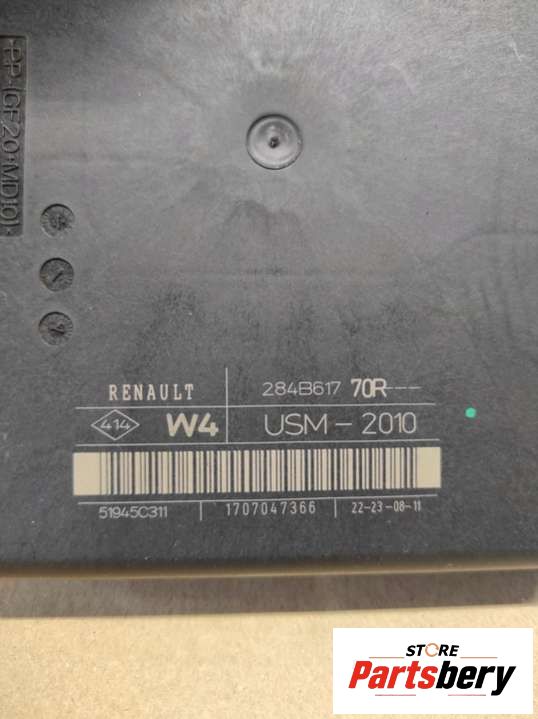 >PP-(GF20+MD10)<
RENAULT 284B617 70R---
414 W4 USM-2010
51945C311 1707047366 22-23-08-11
STORE
Partsbery